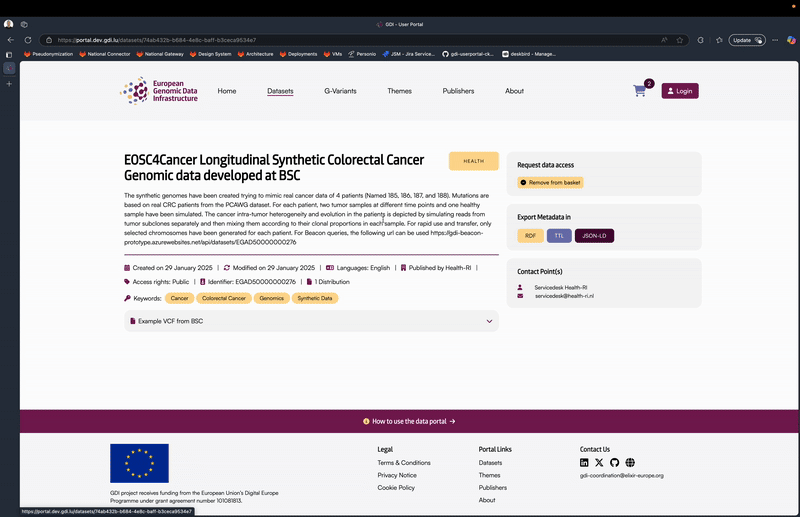 GDI - User Portal
https://portal.dev.gdi.lu/datasets/74ab432b-b684-4e8c-baff-b3ceca9534e7
Update
Pseudonymization
National Connector
National Gateway
Design System
Architecture
Deployments
VMs
Personio
JSM - Jira Service...
gdi-userportal-ck...
deskbird - Manage...
European
Genomic Data
Infrastructure
Home
Datasets
G-Variants
Themes
Publishers
About
2
Login
EOSC4Cancer Longitudinal Synthetic Colorectal Cancer
Genomic data developed at BSC
HEALTH
The synthetic genomes have been created trying to mimic real cancer data of 4 patients (Named 185, 186, 187, and 188). Mutations are
based on real CRC patients from the PCAWG dataset. For each patient, two tumor samples at different time points and one healthy
sample have been simulated. The cancer intra-tumor heterogeneity and evolution in the patients is depicted by simulating reads from
tumor subclones separately and then mixing them according to their clonal proportions in each sample. For rapid use and transfer, only
selected chromosomes have been generated for each patient. For Beacon queries, the following url can be used https://gdi-beacon-
prototype.azurewebsites.net/api/datasets/EGAD50000000276
Created on 29 January 2025 | Modified on 29 January 2025 | Languages: English | Published by Health-RI |
Access rights: Public | Identifier: EGAD50000000276 | 1 Distribution
Keywords: Cancer Colorectal Cancer Genomics Synthetic Data
Example VCF from BSC
Request data access
Remove from basket
Export Metadata in
RDF
TTL
JSON-LD
Contact Point(s)
Servicedesk Health-RI
servicedesk@health-ri.nl
How to use the data portal →
GDI project receives funding from the European Union's Digital Europe
Programme under grant agreement number 101081813.
Legal
Terms & Conditions
Privacy Notice
Cookie Policy
Portal Links
Datasets
Themes
Publishers
About
Contact Us
gdi-coordination@elixir-europe.org
https://portal.dev.gdi.lu/datasets/74ab432b-b684-4e8c-baff-b3ceca9534e7